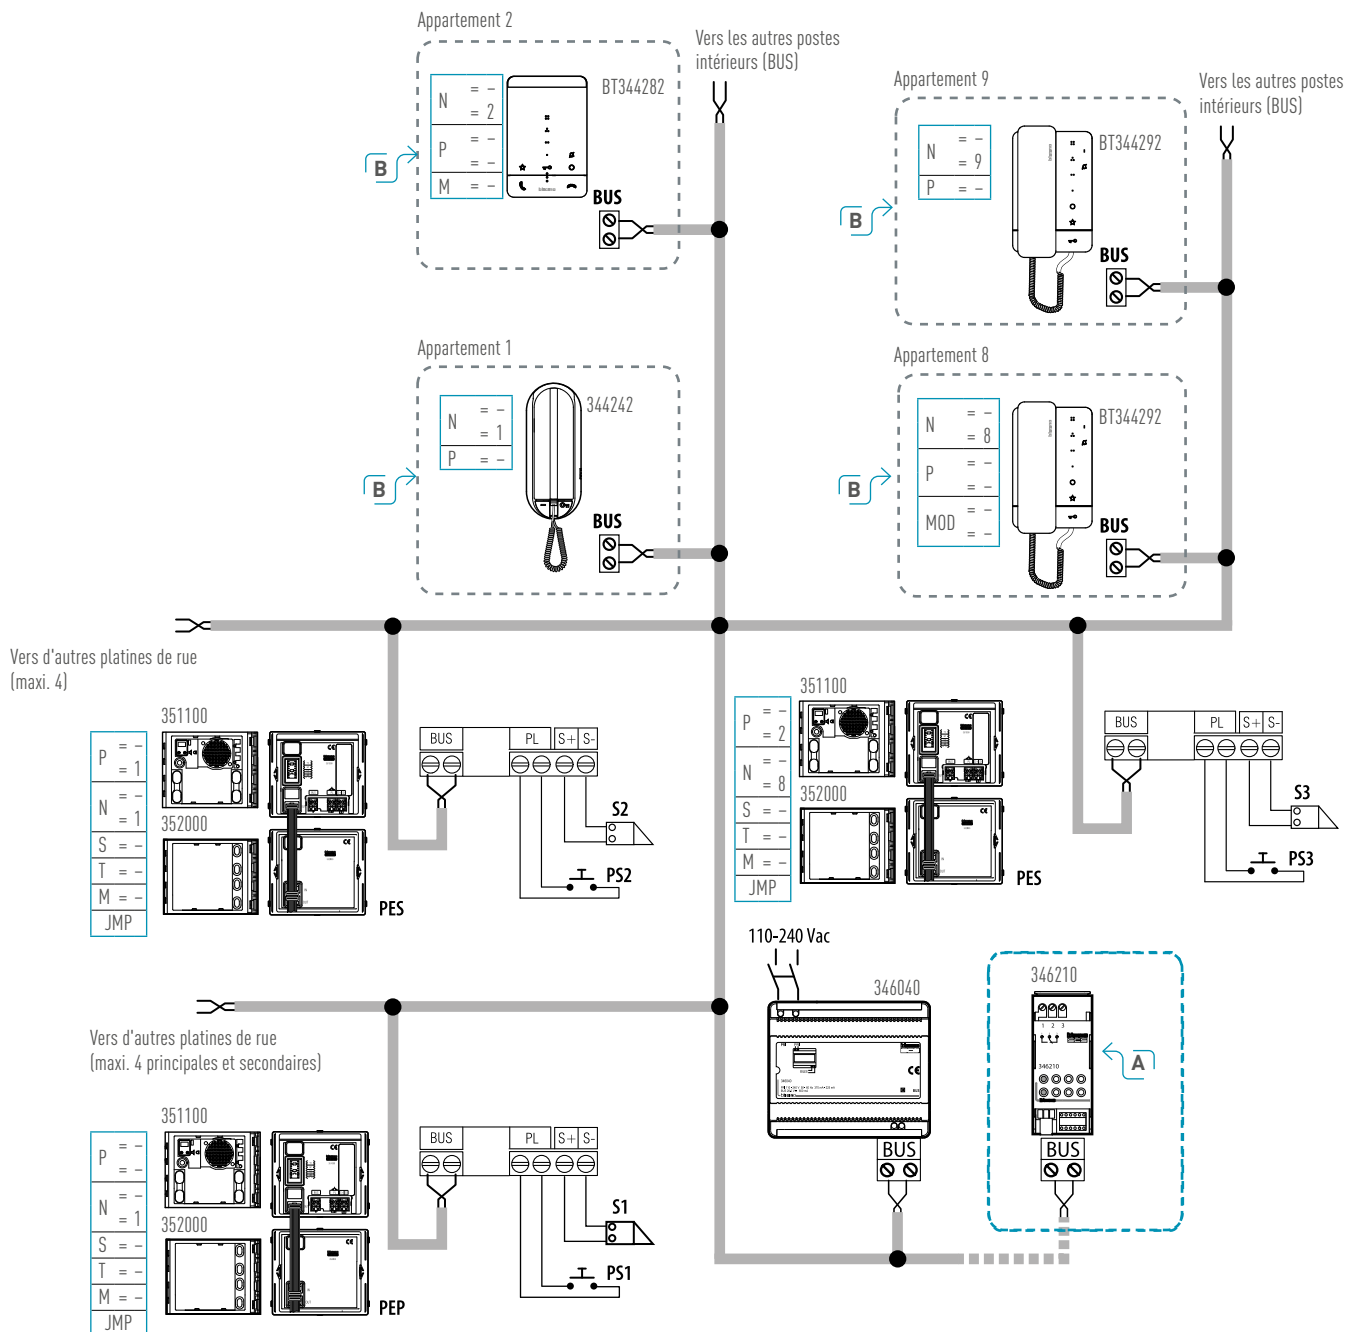 Appartement 2
N = –
= 2
P = –
= –
M = –
BT344282
B
BUS
Vers les autres postes
intérieurs (BUS)
Appartement 9
N = –
= 9
P = –
BT344292
B
BUS
Vers les autres postes
intérieurs (BUS)
Appartement 1
N = –
= 1
P = –
344242
B
BUS
Appartement 8
N = –
= 8
P = –
= –
MOD = –
= –
BT344292
B
BUS
Vers d'autres platines de rue
(maxi. 4)
351100
P = –
= 1
N = –
= 1
S = –
T = –
M = –
JMP
352000
PES
BUS PL S+ S-
S2
PS2
351100
P = –
= 2
N = –
= 8
S = –
T = –
M = –
JMP
352000
PES
BUS PL S+ S-
S3
PS3
Vers d'autres platines de rue
(maxi. 4 principales et secondaires)
351100
P = –
= –
N = –
= 1
S = –
T = –
M = –
JMP
352000
PEP
BUS PL S+ S-
S1
PS1
110-240 Vac
346040
BUS
346210
1 2 3
346210
A
BUS